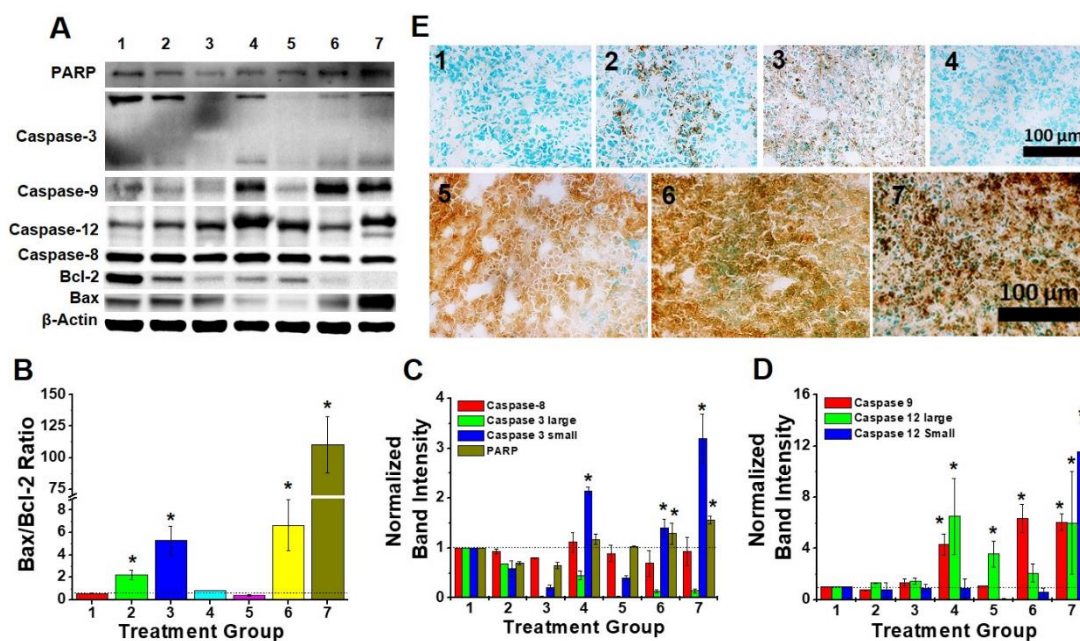 A
1 2 3 4 5 6 7
PARP
Caspase-3
Caspase-9
Caspase-12
Caspase-8
Bcl-2
Bax
β-Actin
E
1
2
3
4
100 µm
5
6
7
100 µm
B
Bax/Bcl-2 Ratio
150
125
100
75
6
4
2
0
* * * *
1 2 3 4 5 6 7
Treatment Group
C
Normalized
Band Intensity
4
3
2
1
0
Caspase-8
Caspase 3 large
Caspase 3 small
PARP
* * * * *
1 2 3 4 5 6 7
Treatment Group
D
Normalized
Band Intensity
16
12
8
4
0
Caspase 9
Caspase 12 large
Caspase 12 Small
* * * * * *
1 2 3 4 5 6 7
Treatment Group